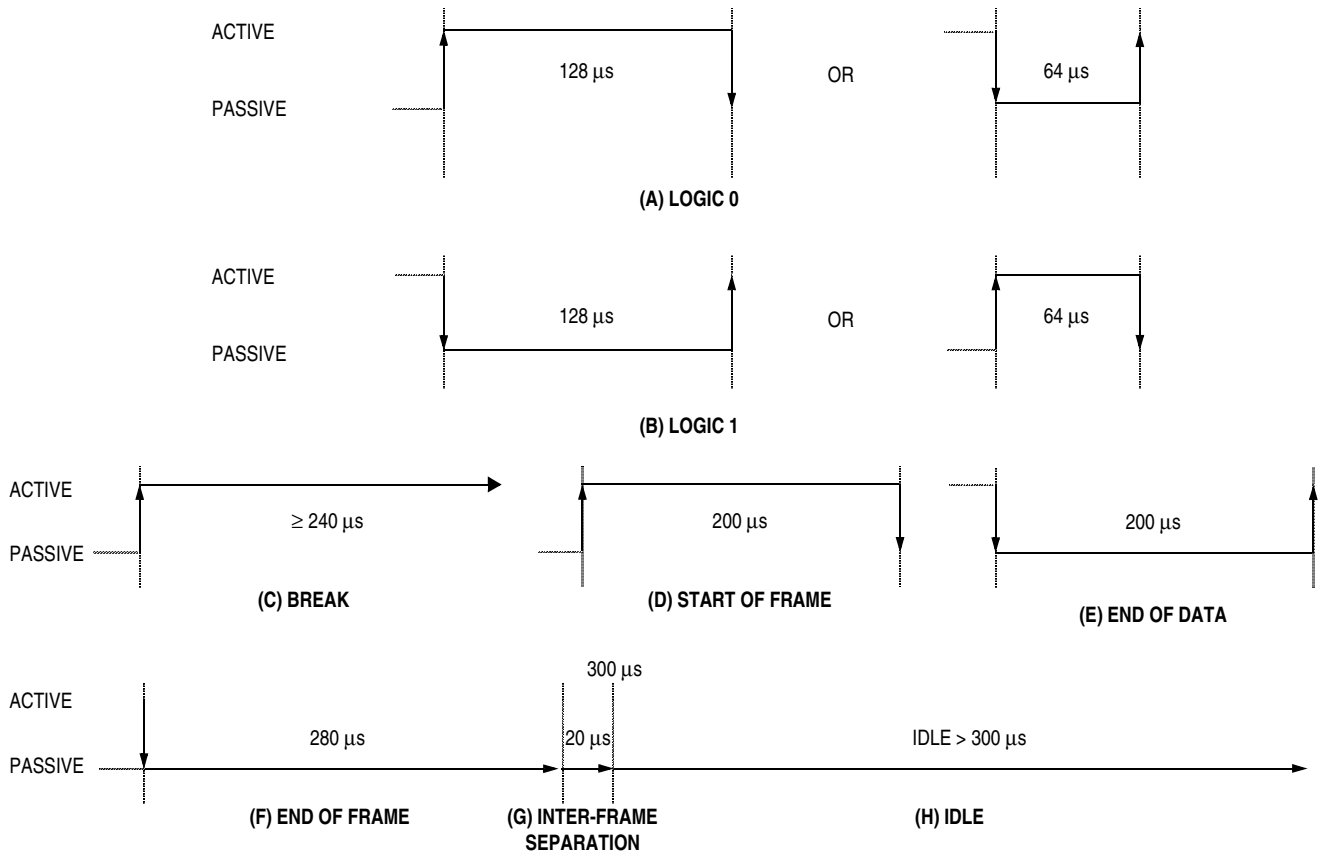 ACTIVE
128 μs
OR
64 μs
PASSIVE
(A) LOGIC 0
ACTIVE
128 μs
OR
64 μs
PASSIVE
(B) LOGIC 1
ACTIVE
≥ 240 μs
200 μs
200 μs
PASSIVE
(C) BREAK
(D) START OF FRAME
(E) END OF DATA
300 μs
ACTIVE
280 μs
20 μs
IDLE > 300 μs
PASSIVE
(F) END OF FRAME
(G) INTER-FRAME
SEPARATION
(H) IDLE